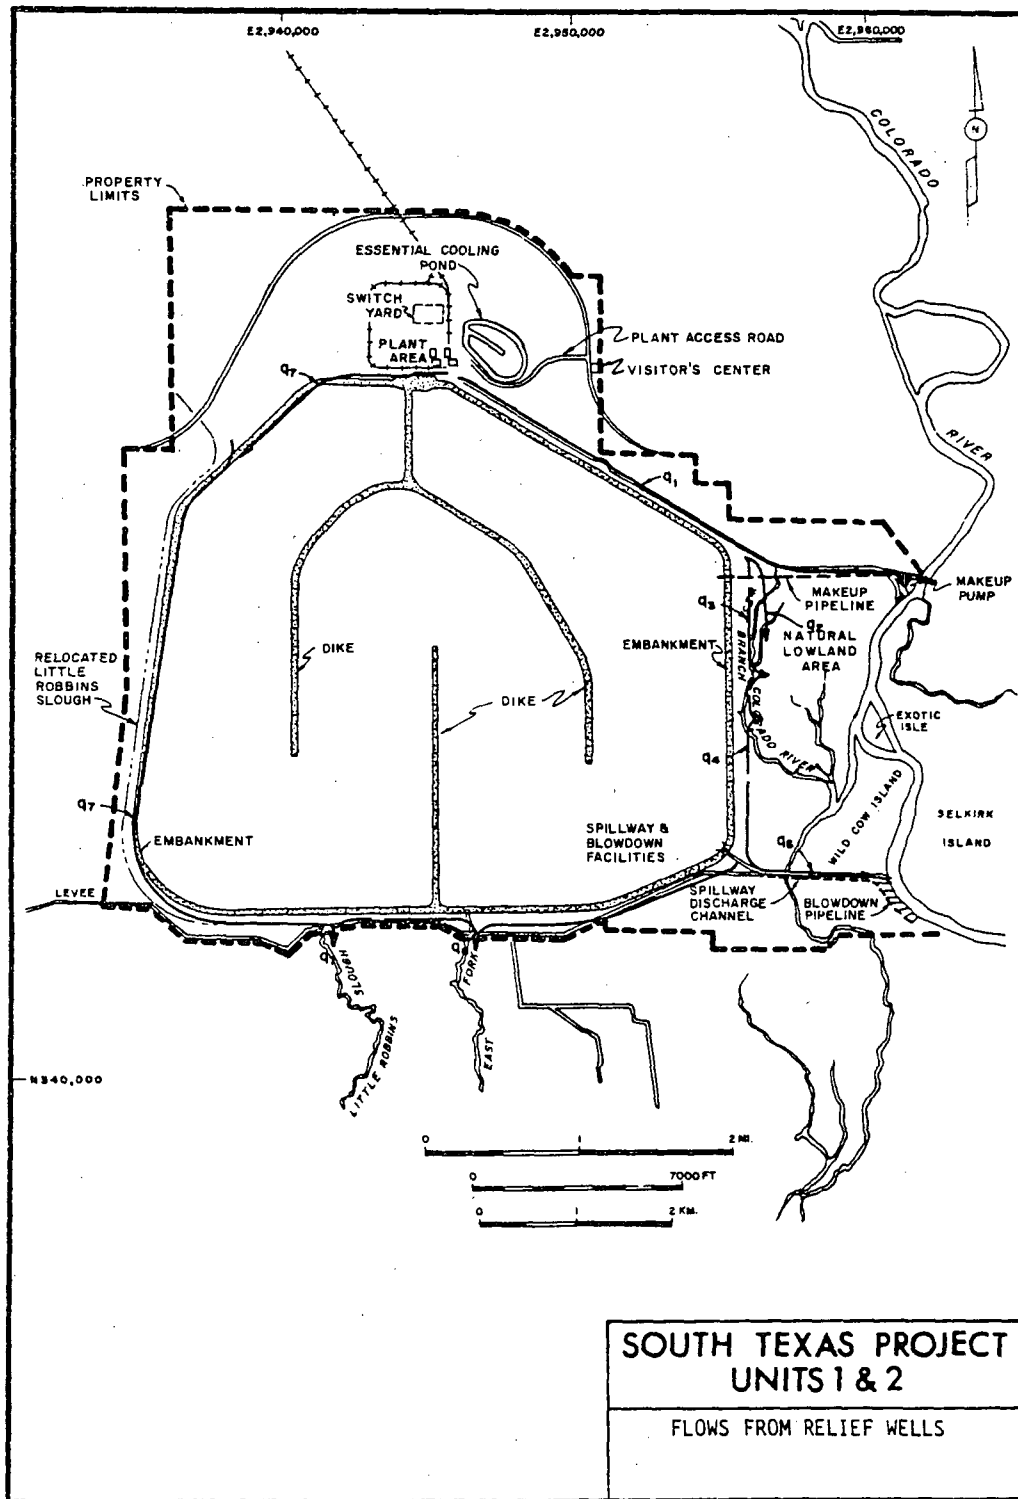 E2,940,000
E2,950,000
E2,960,000
COLORADO
N
PROPERTY
LIMITS
ESSENTIAL COOLING
POND
SWITCH
YARD
PLANT
AREA
PLANT ACCESS ROAD
VISITOR'S CENTER
q7
RIVER
q1
MAKEUP
PUMP
MAKEUP
PIPELINE
q3
q2
NATURAL
LOWLAND
AREA
EMBANKMENT
BRANCH
COLORADO RIVER
DIKE
RELOCATED
LITTLE
ROBBINS
SLOUGH
DIKE
EXOTIC
ISLE
q4
q7
EMBANKMENT
SPILLWAY &
BLOWDOWN
FACILITIES
WILD COW ISLAND
SELKIRK
ISLAND
LEVEE
SPILLWAY
DISCHARGE
CHANNEL
BLOWDOWN
PIPELINE
SLOUGH
LITTLE ROBBINS
FORK
EAST
N340,000
0 1 2 MI.
0 7000 FT
0 1 2 KM.
SOUTH TEXAS PROJECT
UNITS 1 & 2
FLOWS FROM RELIEF WELLS